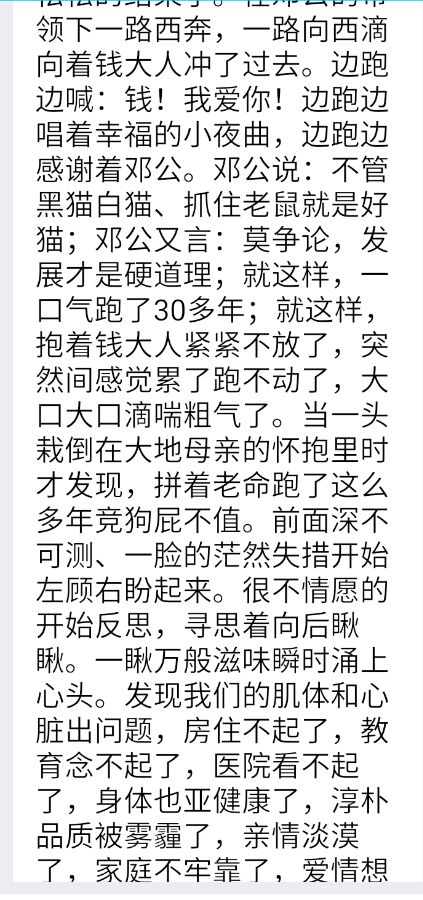 领下一路西奔，一路向西滴
向着钱大人冲了过去。边跑
边喊：钱！我爱你！边跑边
唱着幸福的小夜曲，边跑边
感谢着邓公。邓公说：不管
黑猫白猫、抓住老鼠就是好
猫；邓公又言：莫争论，发
展才是硬道理；就这样，一
口气跑了30多年；就这样，
抱着钱大人紧紧不放了，突
然间感觉累了跑不动了，大
口大口滴喘粗气了。当一头
栽倒在大地母亲的怀抱里时
才发现，拼着老命跑了这么
多年竞狗屁不值。前面深不
可测、一脸的茫然失措开始
左顾右盼起来。很不情愿的
开始反思，寻思着向后瞅
瞅。一瞅万般滋味瞬时涌上
心头。发现我们的肌体和心
脏出问题，房住不起了，教
育念不起了，医院看不起
了，身体也亚健康了，淳朴
品质被雾霾了，亲情淡漠
了，家庭不牢靠了，爱情想